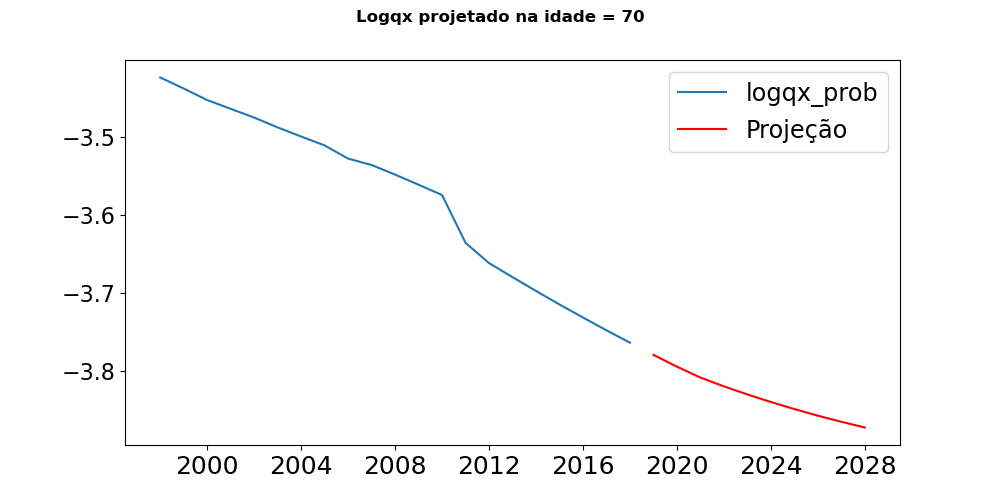 Logqx projetado na idade = 70
logqx_prob
Projeção
−3.5
−3.6
−3.7
−3.8
2000 2004 2008 2012 2016 2020 2024 2028